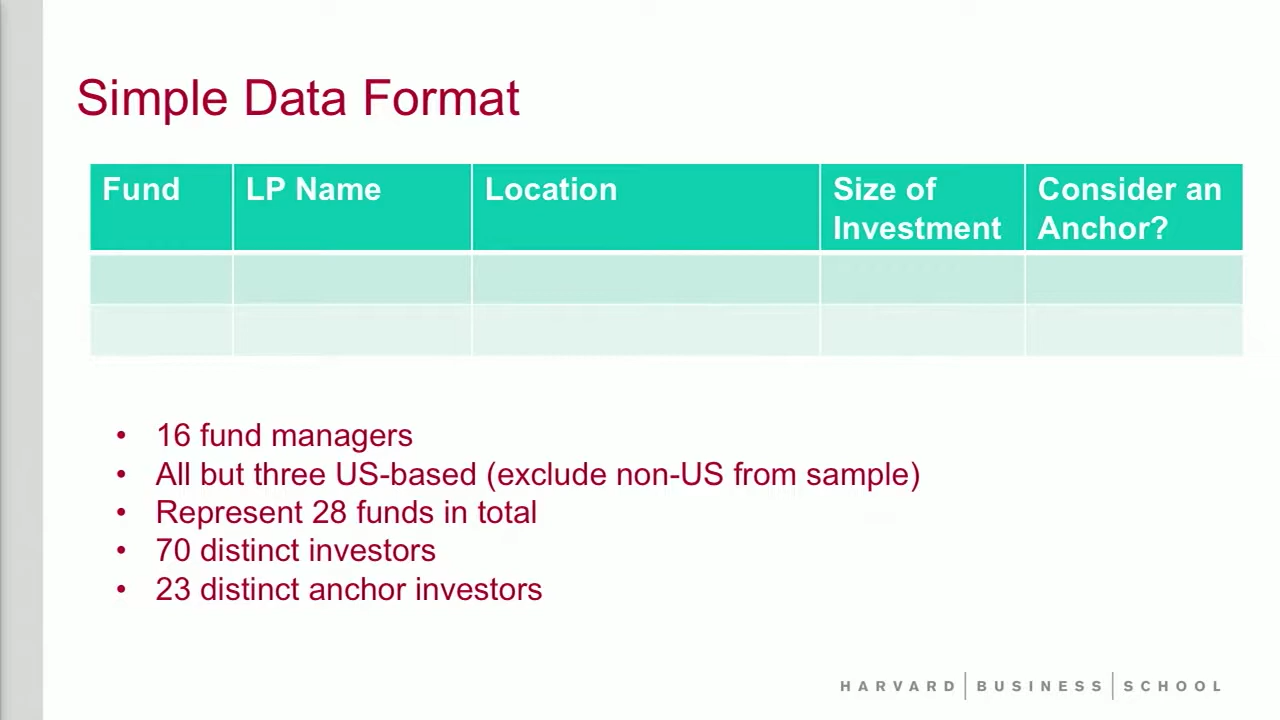 Simple Data Format
Fund LP Name Location Size of Investment Consider an Anchor?
• 16 fund managers
• All but three US-based (exclude non-US from sample)
• Represent 28 funds in total
• 70 distinct investors
• 23 distinct anchor investors
HARVARD | BUSINESS | SCHOOL